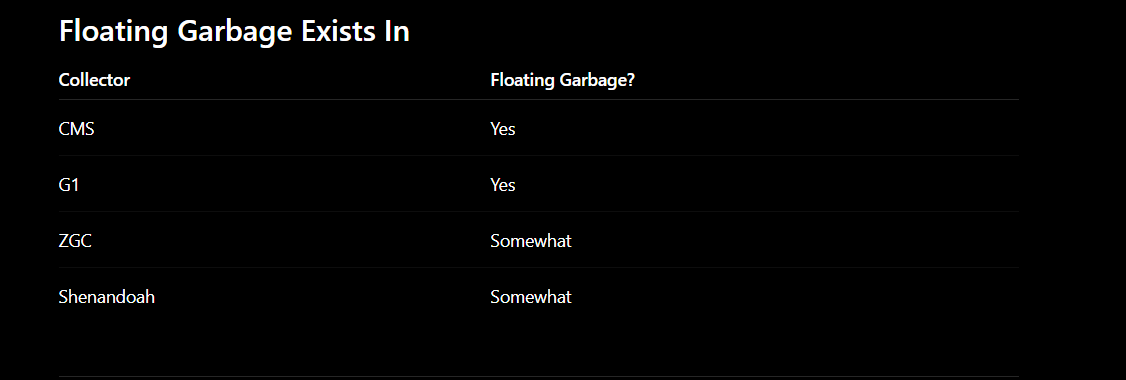 Floating Garbage Exists In
Collector Floating Garbage?
CMS Yes
G1 Yes
ZGC Somewhat
Shenandoah Somewhat